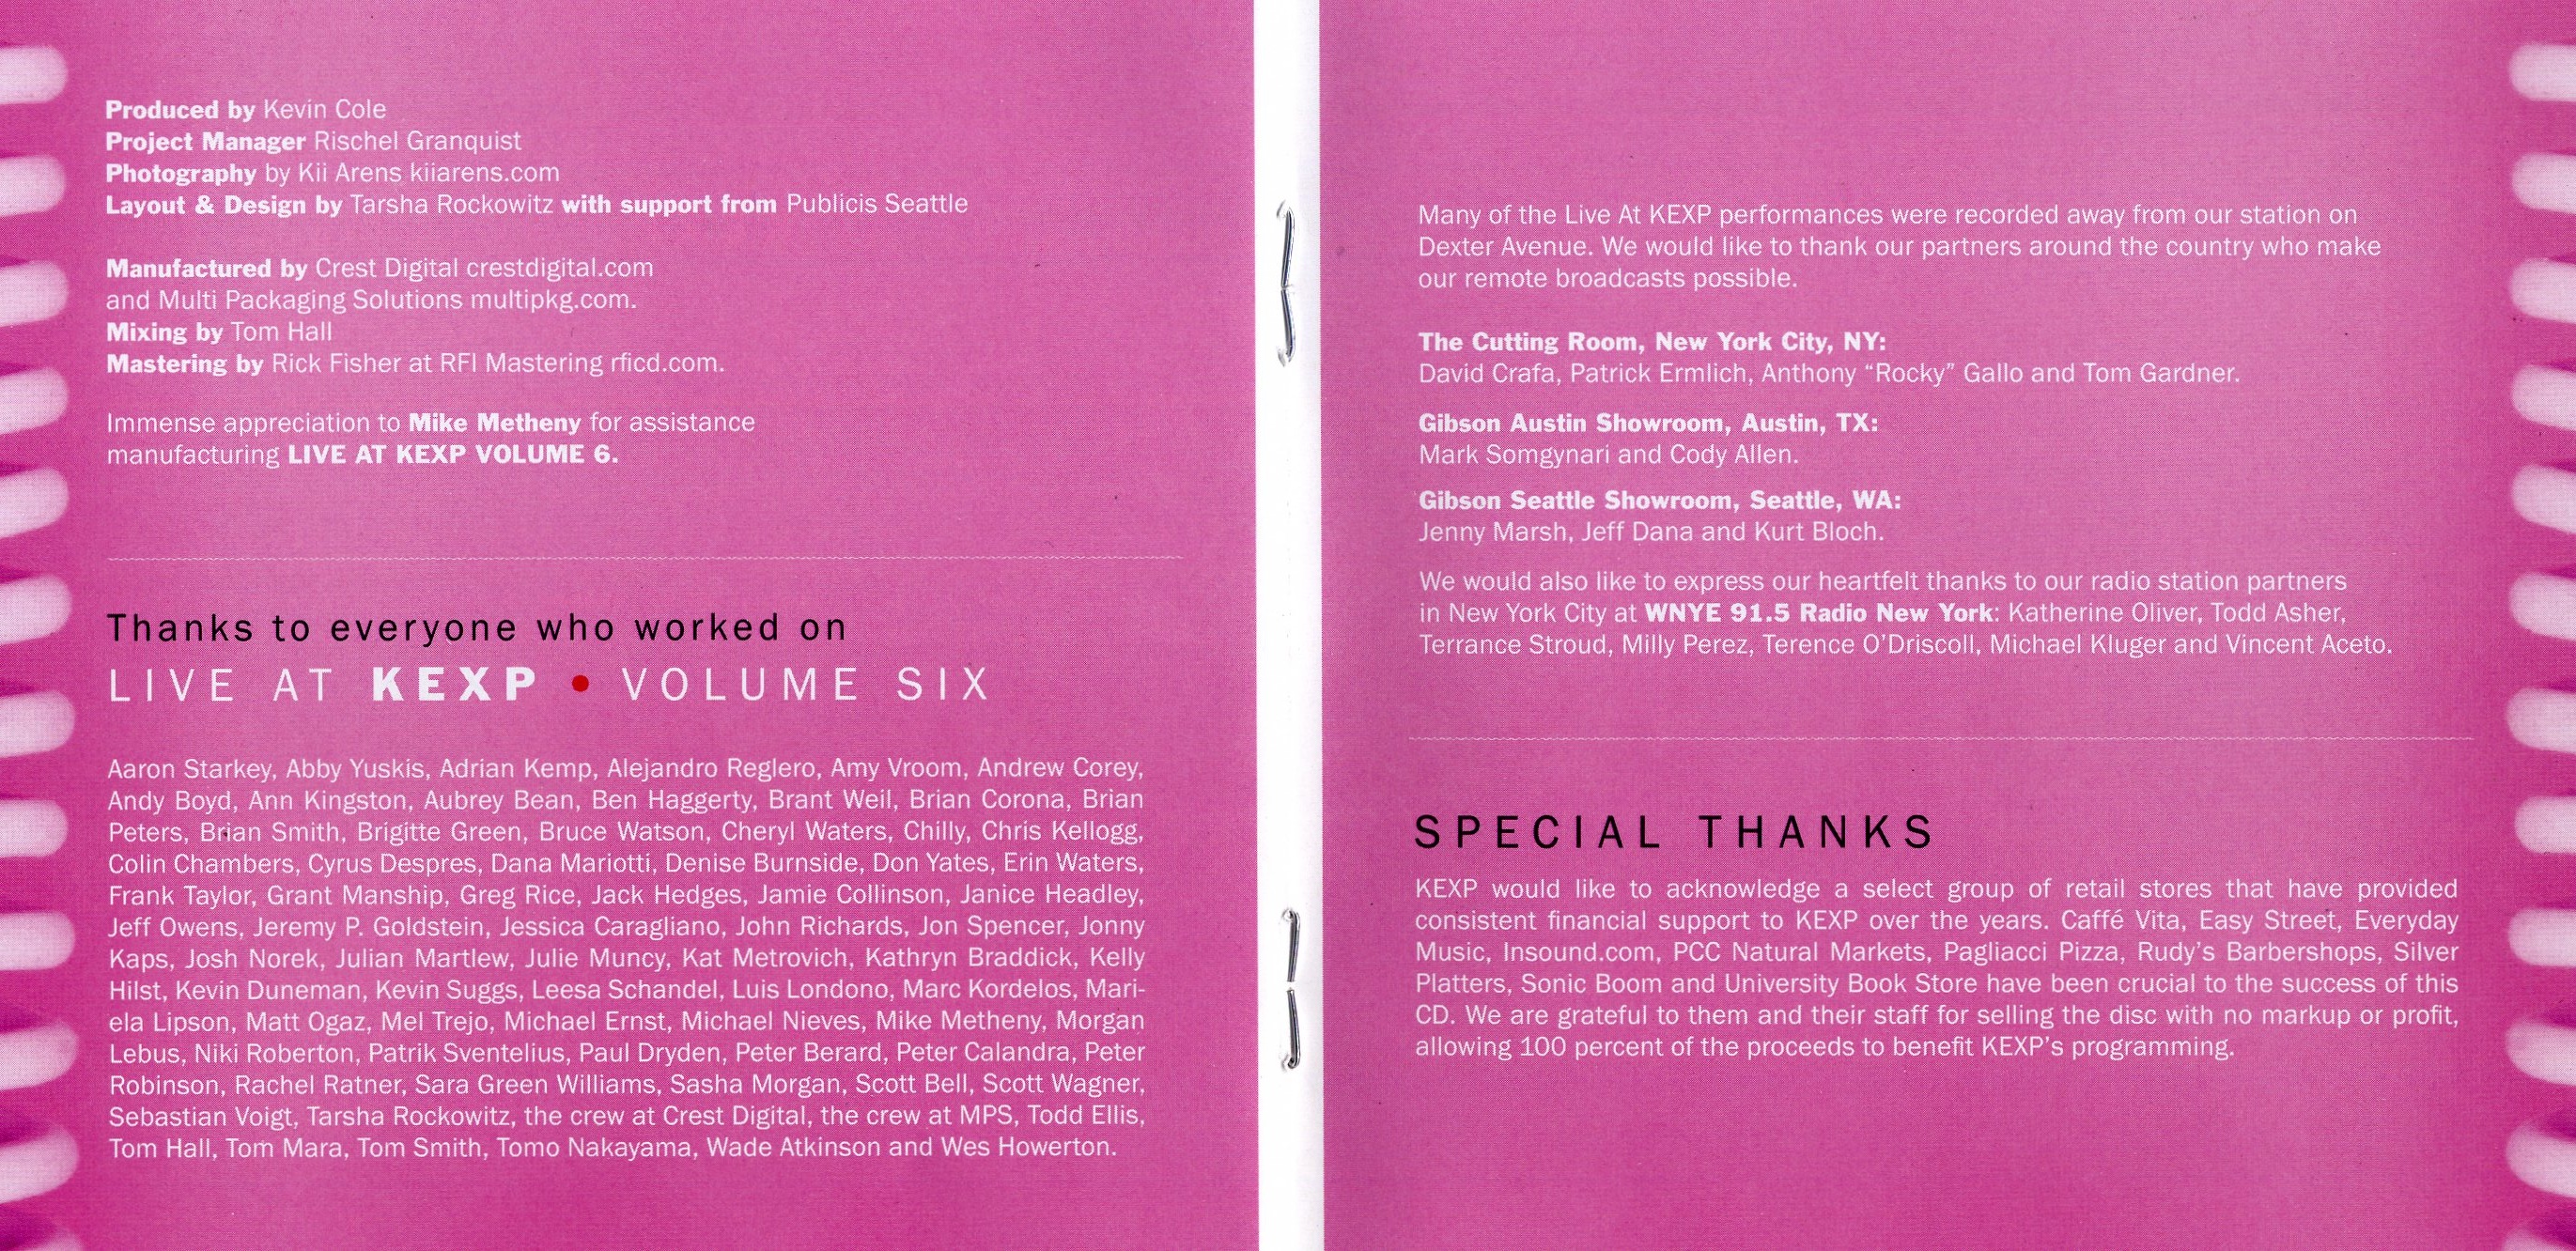 Produced by Kevin Cole
Project Manager Rischel Granquist
Photography by Kii Arens kiiarens.com
Layout & Design by Tarsha Rockowitz with support from Publicis Seattle
Manufactured by Crest Digital crestdigital.com
and Multi Packaging Solutions multipkg.com.
Mixing by Tom Hall
Mastering by Rick Fisher at RFI Mastering rficd.com.
Immense appreciation to Mike Metheny for assistance
manufacturing LIVE AT KEXP VOLUME 6.
Thanks to everyone who worked on
LIVE AT KEXP • VOLUME SIX
Aaron Starkey, Abby Yuskis, Adrian Kemp, Alejandro Reglero, Amy Vroom, Andrew Corey,
Andy Boyd, Ann Kingston, Aubrey Bean, Ben Haggerty, Brant Weil, Brian Corona, Brian
Peters, Brian Smith, Brigitte Green, Bruce Watson, Cheryl Waters, Chilly, Chris Kellogg,
Colin Chambers, Cyrus Despres, Dana Mariotti, Denise Burnside, Don Yates, Erin Waters,
Frank Taylor, Grant Manship, Greg Rice, Jack Hedges, Jamie Collinson, Janice Headley,
Jeff Owens, Jeremy P. Goldstein, Jessica Caragliano, John Richards, Jon Spencer, Jonny
Kaps, Josh Norek, Julian Martlew, Julie Muncy, Kat Metrovich, Kathryn Braddick, Kelly
Hilst, Kevin Duneman, Kevin Suggs, Leesa Schandel, Luis Londono, Marc Kordelos, Mari-
ela Lipson, Matt Ogaz, Mel Trejo, Michael Ernst, Michael Nieves, Mike Metheny, Morgan
Lebus, Niki Roberton, Patrik Sventelius, Paul Dryden, Peter Berard, Peter Calandra, Peter
Robinson, Rachel Ratner, Sara Green Williams, Sasha Morgan, Scott Bell, Scott Wagner,
Sebastian Voigt, Tarsha Rockowitz, the crew at Crest Digital, the crew at MPS, Todd Ellis,
Tom Hall, Tom Mara, Tom Smith, Tomo Nakayama, Wade Atkinson and Wes Howerton.
Many of the Live At KEXP performances were recorded away from our station on
Dexter Avenue. We would like to thank our partners around the country who make
our remote broadcasts possible.
The Cutting Room, New York City, NY:
David Crafa, Patrick Ermlich, Anthony “Rocky” Gallo and Tom Gardner.
Gibson Austin Showroom, Austin, TX:
Mark Somgynari and Cody Allen.
Gibson Seattle Showroom, Seattle, WA:
Jenny Marsh, Jeff Dana and Kurt Bloch.
We would also like to express our heartfelt thanks to our radio station partners
in New York City at WNYE 91.5 Radio New York: Katherine Oliver, Todd Asher,
Terrance Stroud, Milly Perez, Terence O’Driscoll, Michael Kluger and Vincent Aceto.
SPECIAL THANKS
KEXP would like to acknowledge a select group of retail stores that have provided
consistent financial support to KEXP over the years. Caffé Vita, Easy Street, Everyday
Music, Insound.com, PCC Natural Markets, Pagliacci Pizza, Rudy’s Barbershops, Silver
Platters, Sonic Boom and University Book Store have been crucial to the success of this
CD. We are grateful to them and their staff for selling the disc with no markup or profit,
allowing 100 percent of the proceeds to benefit KEXP’s programming.